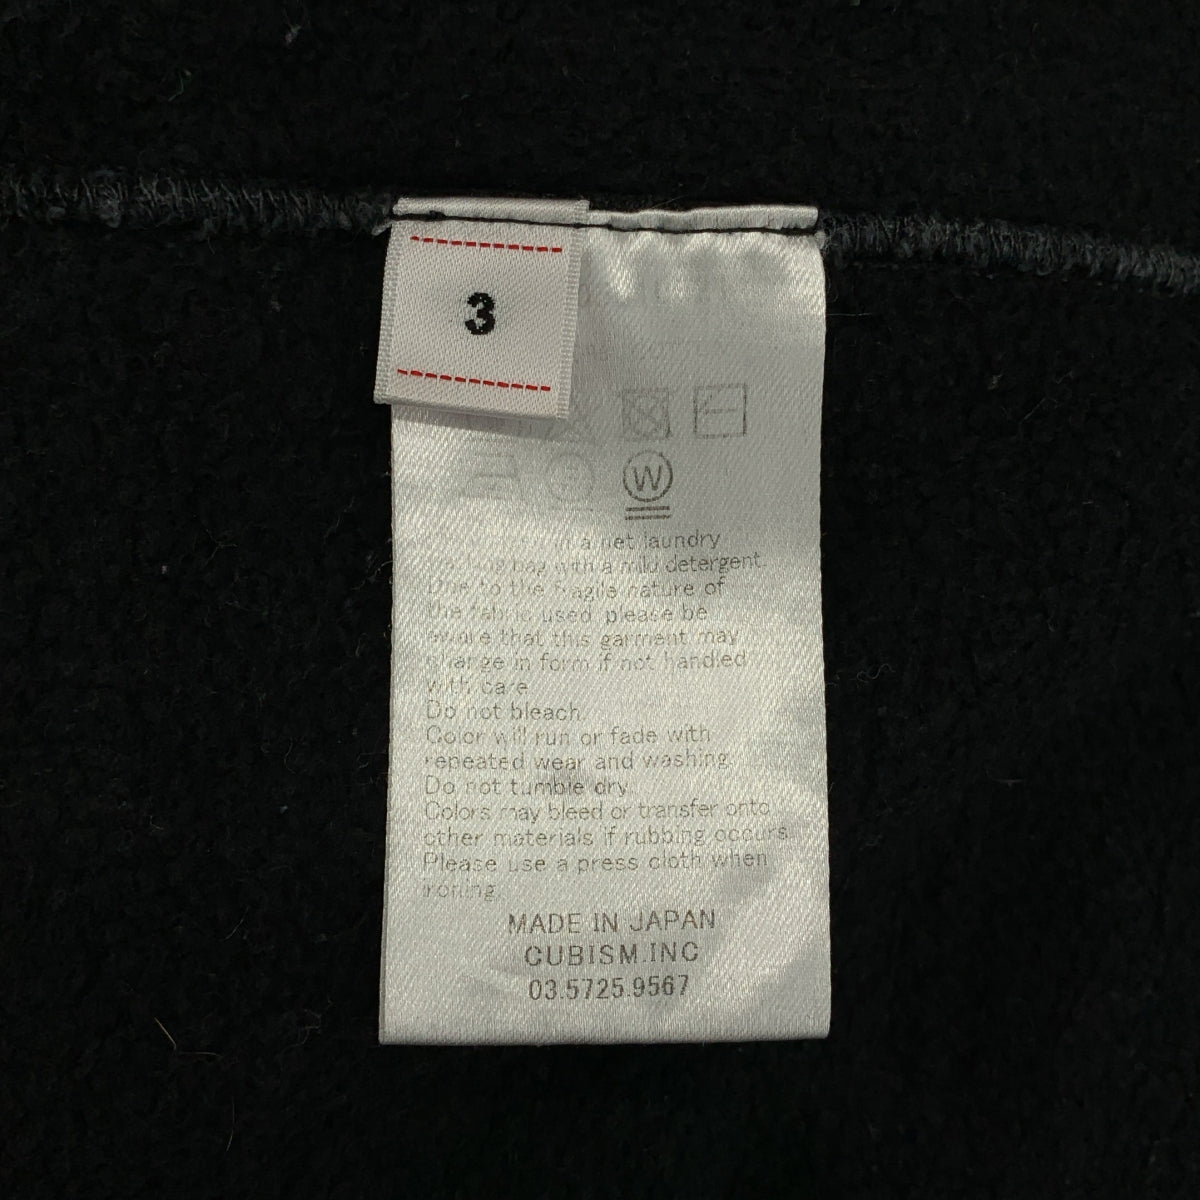 3
W
in a net laundry
bag with a mild detergent.
Due to the fragile nature of
the fabric used, please be
aware that this garment may
change in form if not handled
with care.
Do not bleach.
Color will run or fade with
repeated wear and washing.
Do not tumble dry.
Colors may bleed or transfer onto
other materials if rubbing occurs.
Please use a press cloth when
ironing.
MADE IN JAPAN
CUBISM.INC
03.5725.9567